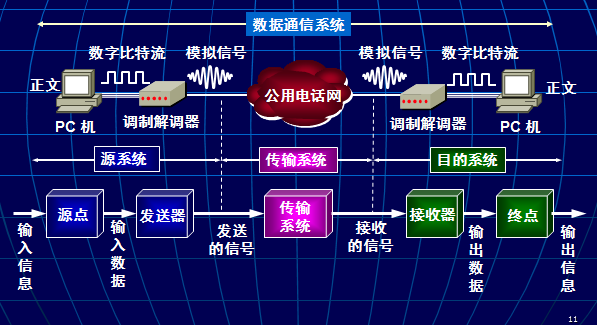 数据通信系统
数字比特流 模拟信号 模拟信号 数字比特流
正文 公用电话网 正文
PC 机 调制解调器 调制解调器 PC 机
源系统 传输系统 目的系统
源点 发送器 传输系统 接收器 终点
输入信息 输入数据 发送的信号 接收的信号 输出数据 输出信息
11